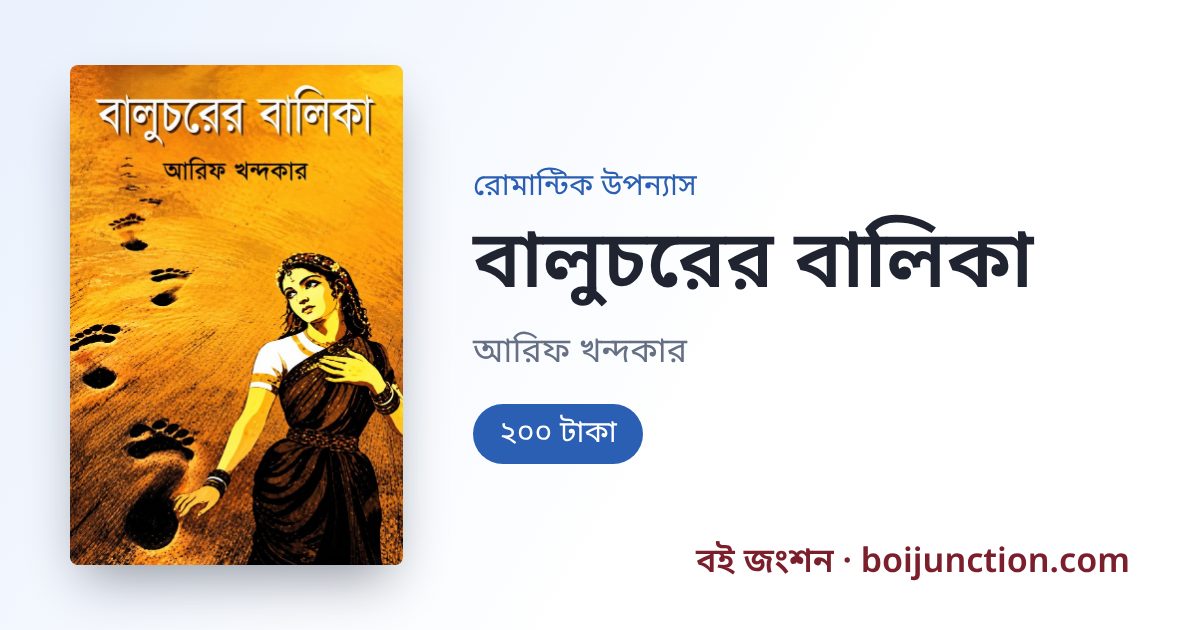 বালুচরের বালিকা
আরিফ খন্দকার
রোমান্টিক উপন্যাস
বালুচরের বালিকা
আরিফ খন্দকার
২০০ টাকা
বই জংশন · boijunction.com